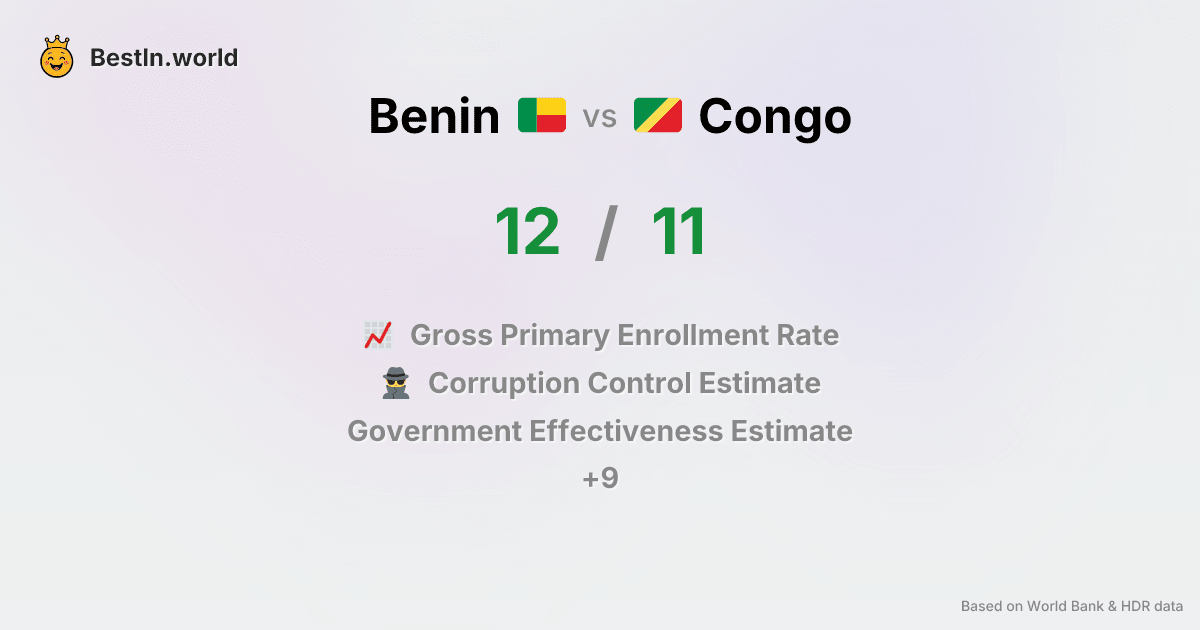 BestIn.world
Benin vs Congo
12 / 11
Gross Primary Enrollment Rate
Corruption Control Estimate
Government Effectiveness Estimate
+9
Based on World Bank & HDR data